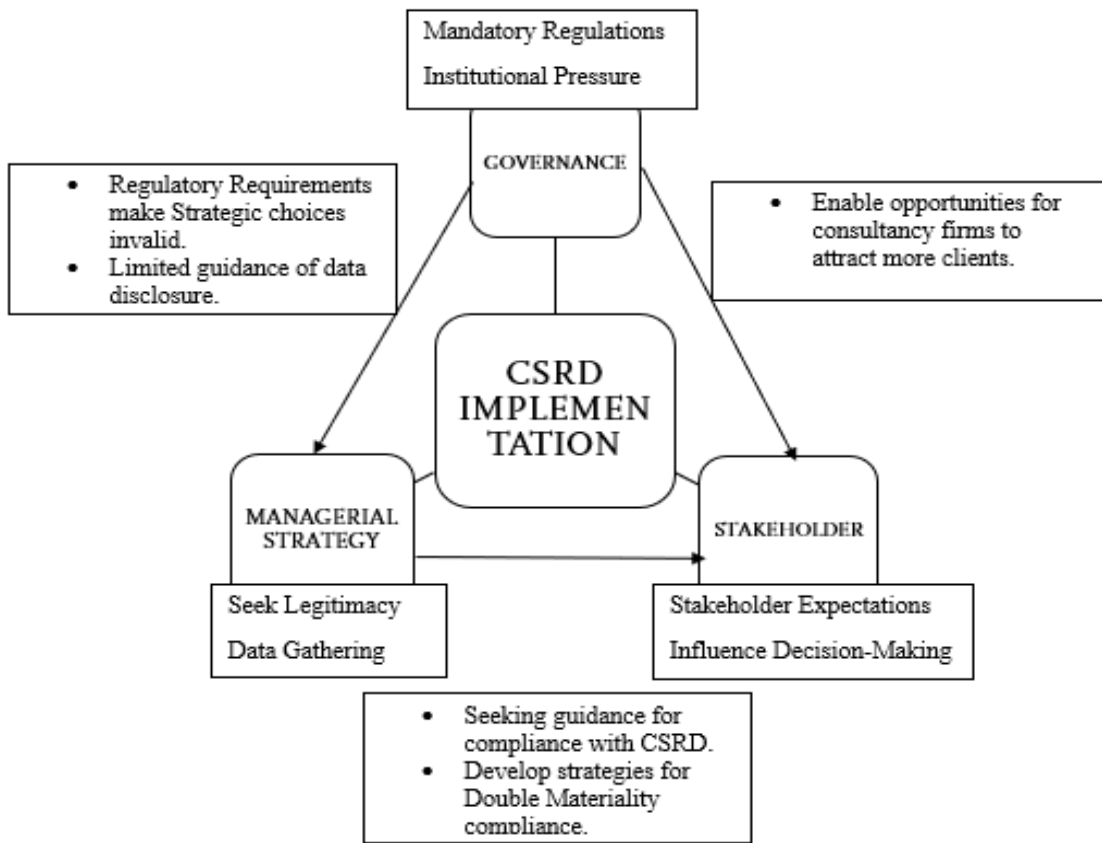 Mandatory Regulations
Institutional Pressure
GOVERNANCE
• Regulatory Requirements
make Strategic choices
invalid.
• Limited guidance of data
disclosure.
• Enable opportunities for
consultancy firms to
attract more clients.
CSRD
IMPLEMEN
TATION
MANAGERIAL
STRATEGY
Seek Legitimacy
Data Gathering
STAKEHOLDER
Stakeholder Expectations
Influence Decision-Making
• Seeking guidance for
compliance with CSRD.
• Develop strategies for
Double Materiality
compliance.